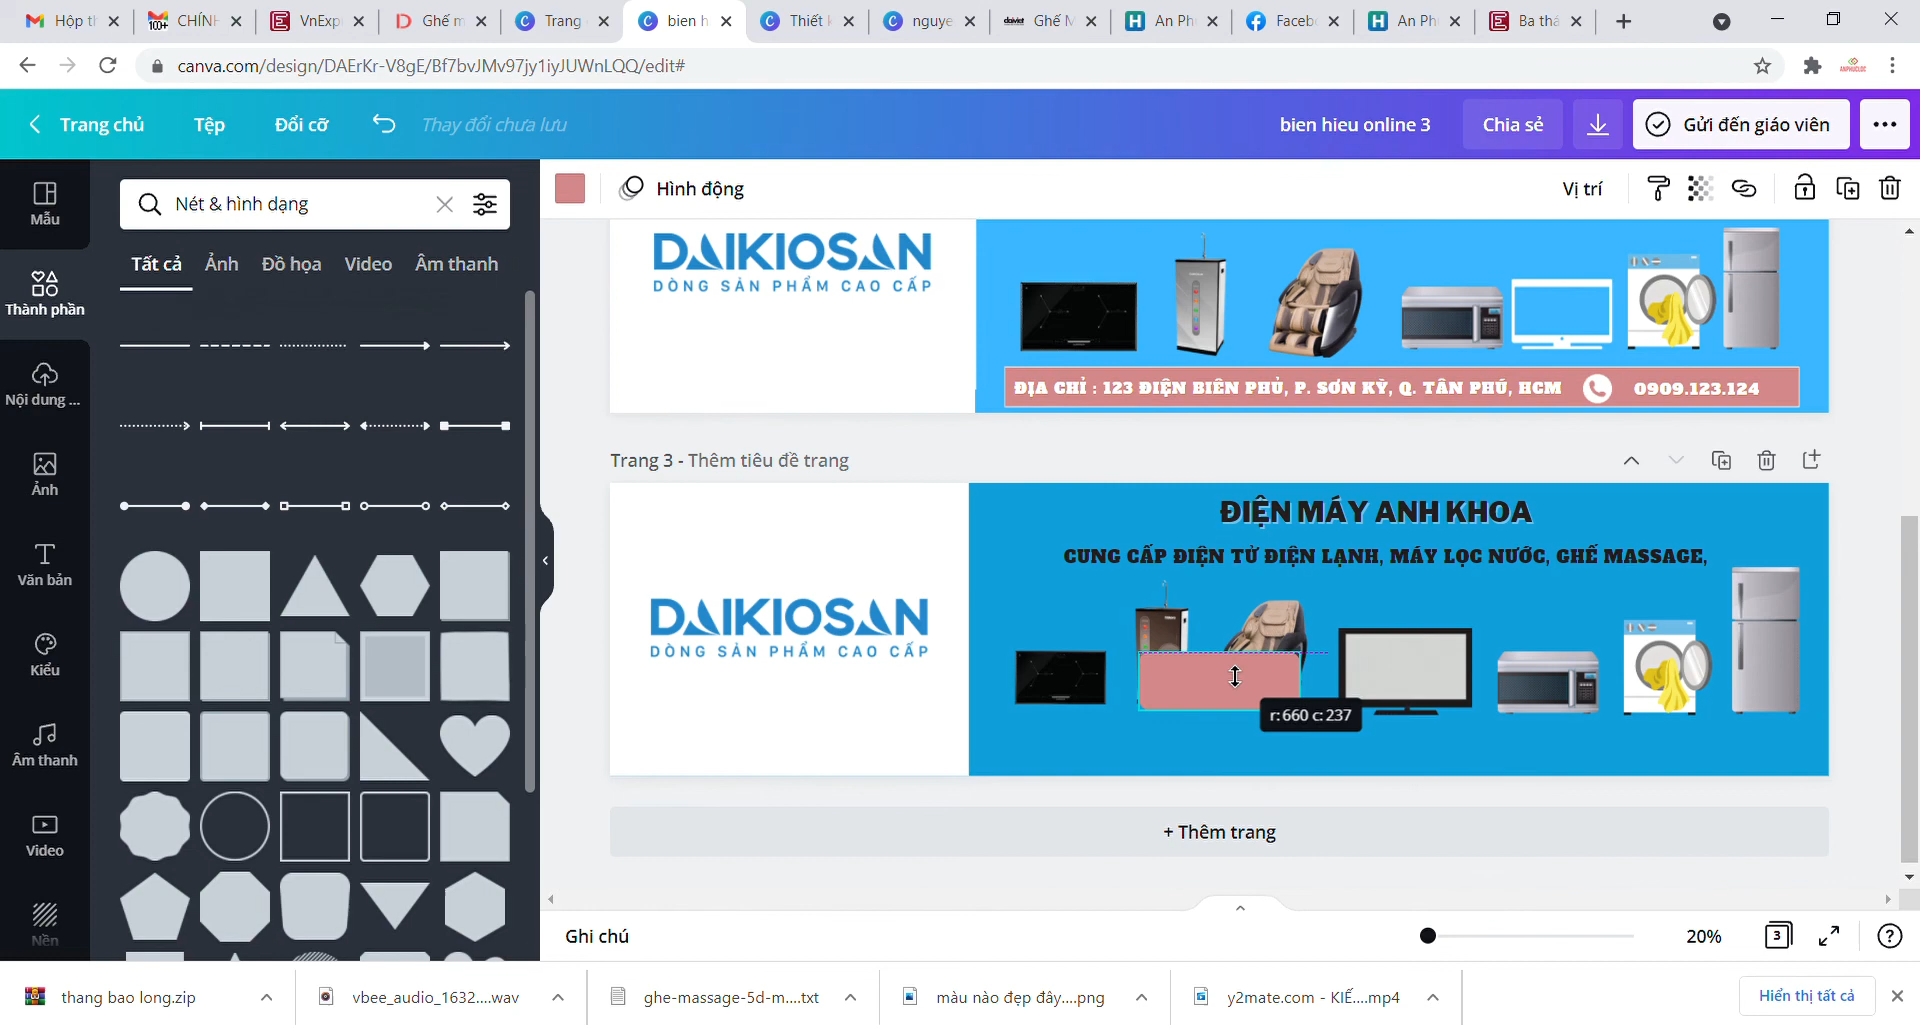 Hộp th
CHÍNH
VnExp
Ghế m
Trang
bien h
Thiết k
nguye
Ghế M
An Ph
Faceb
An Ph
Ba thá
canva.com/design/DAErKr-V8gE/Bf7bvJMv97jy1iyJUWnLQQ/edit#
Trang chủ
Tệp
Đổi cỡ
Thay đổi chưa lưu
bien hieu online 3
Chia sẻ
Gửi đến giáo viên
Mẫu
Thành phần
Nội dung ...
Ảnh
Văn bản
Kiểu
Âm thanh
Video
Nền
Nét & hình dạng
Tất cả
Ảnh
Đồ họa
Video
Âm thanh
Hình động
Vị trí
DAIKIOSAN
DÒNG SẢN PHẨM CAO CẤP
ĐỊA CHỈ : 123 ĐIỆN BIÊN PHỦ, P. SƠN KỲ, Q. TÂN PHÚ, HCM
0909.123.124
Trang 3 - Thêm tiêu đề trang
DAIKIOSAN
DÒNG SẢN PHẨM CAO CẤP
ĐIỆN MÁY ANH KHOA
CUNG CẤP ĐIỆN TỬ ĐIỆN LẠNH, MÁY LỌC NƯỚC, GHẾ MASSAGE,
r: 660 c: 237
+ Thêm trang
Ghi chú
20%
3
thang bao long.zip
vbee_audio_1632....wav
ghe-massage-5d-m....txt
màu nào đẹp đây....png
y2mate.com - KIẾ....mp4
Hiển thị tất cả